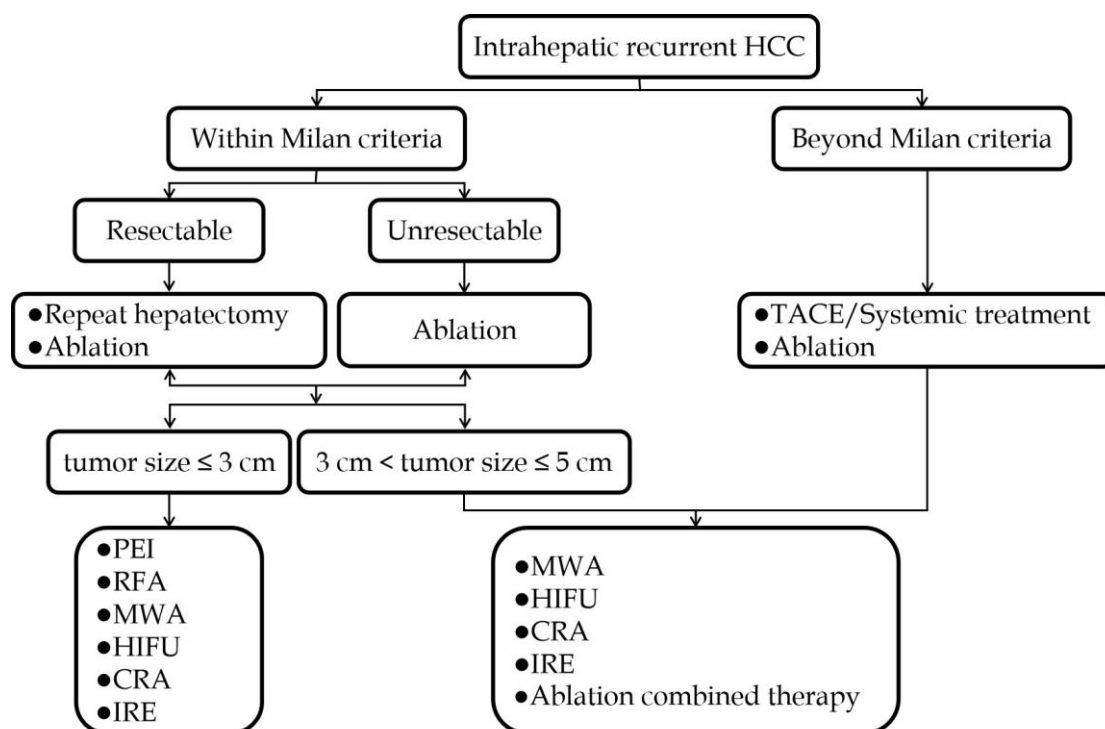 Intrahepatic recurrent HCC
Within Milan criteria
Beyond Milan criteria
Resectable
Unresectable
●Repeat hepatectomy
●Ablation
Ablation
●TACE/Systemic treatment
●Ablation
tumor size ≤ 3 cm
3 cm < tumor size ≤ 5 cm
●PEI
●RFA
●MWA
●HIFU
●CRA
●IRE
●MWA
●HIFU
●CRA
●IRE
●Ablation combined therapy